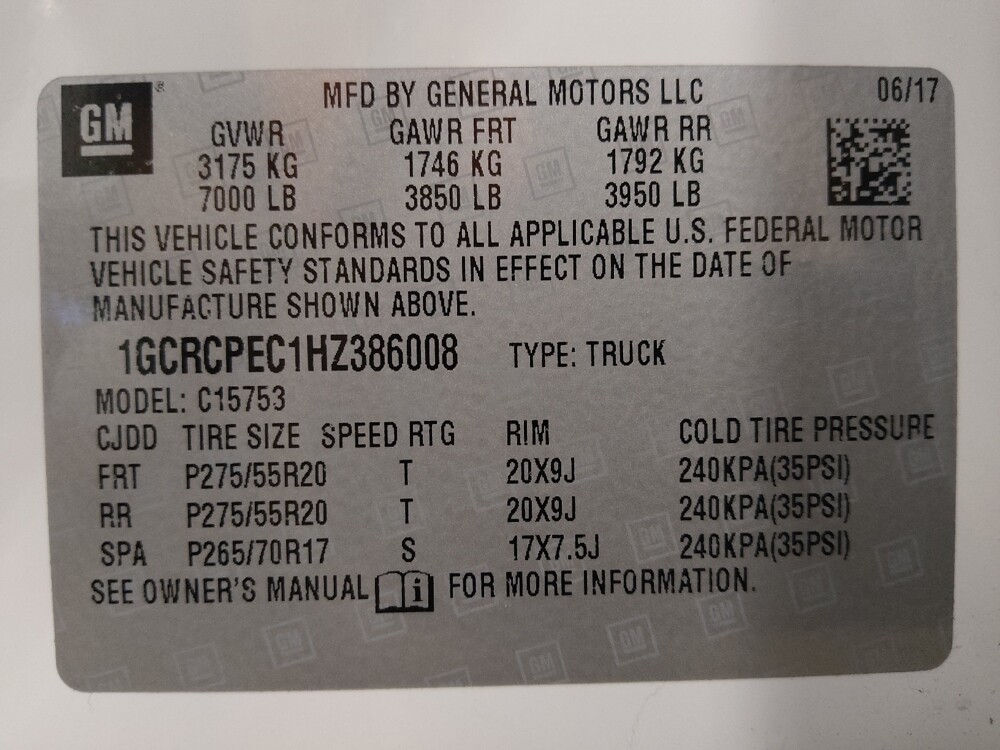 GM
MFD BY GENERAL MOTORS LLC 06/17
GVWR GAWR FRT GAWR RR
3175 KG 1746 KG 1792 KG
7000 LB 3850 LB 3950 LB
THIS VEHICLE CONFORMS TO ALL APPLICABLE U.S. FEDERAL MOTOR
VEHICLE SAFETY STANDARDS IN EFFECT ON THE DATE OF
MANUFACTURE SHOWN ABOVE.
1GCRCPEC1HZ386008 TYPE: TRUCK
MODEL: C15753
CJDD TIRE SIZE SPEED RTG RIM COLD TIRE PRESSURE
FRT P275/55R20 T 20X9J 240KPA(35PSI)
RR P275/55R20 T 20X9J 240KPA(35PSI)
SPA P265/70R17 S 17X7.5J 240KPA(35PSI)
SEE OWNER'S MANUAL i FOR MORE INFORMATION.